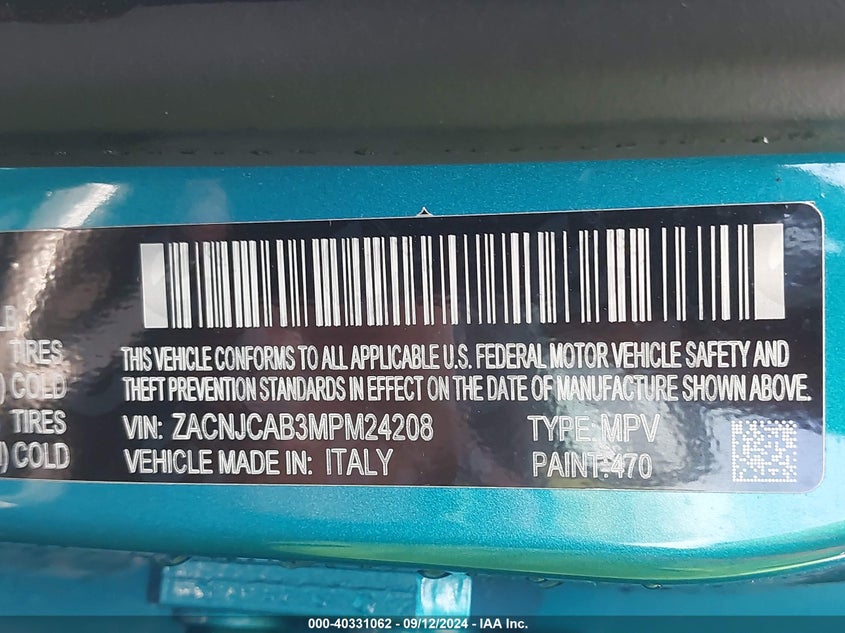 TIRES
THIS VEHICLE CONFORMS TO ALL APPLICABLE U.S. FEDERAL MOTOR VEHICLE SAFETY AND
) COLD
THEFT PREVENTION STANDARDS IN EFFECT ON THE DATE OF MANUFACTURE SHOWN ABOVE.
TIRES
VIN: ZACNJCAB3MPM24208 TYPE: MPV
) COLD
VEHICLE MADE IN: ITALY PAINT:470
000-40331062 - 09/12/2024 - IAA Inc.